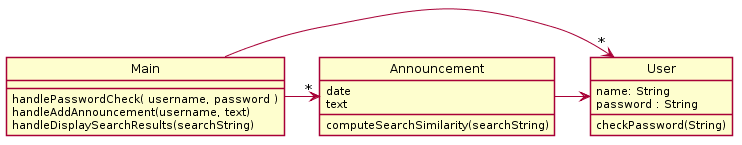 *
Main
handlePasswordCheck( username, password )
handleAddAnnouncement(username, text)
handleDisplaySearchResults(searchString)
*
Announcement
date
text
computeSearchSimilarity(searchString)
User
name: String
password : String
checkPassword(String)